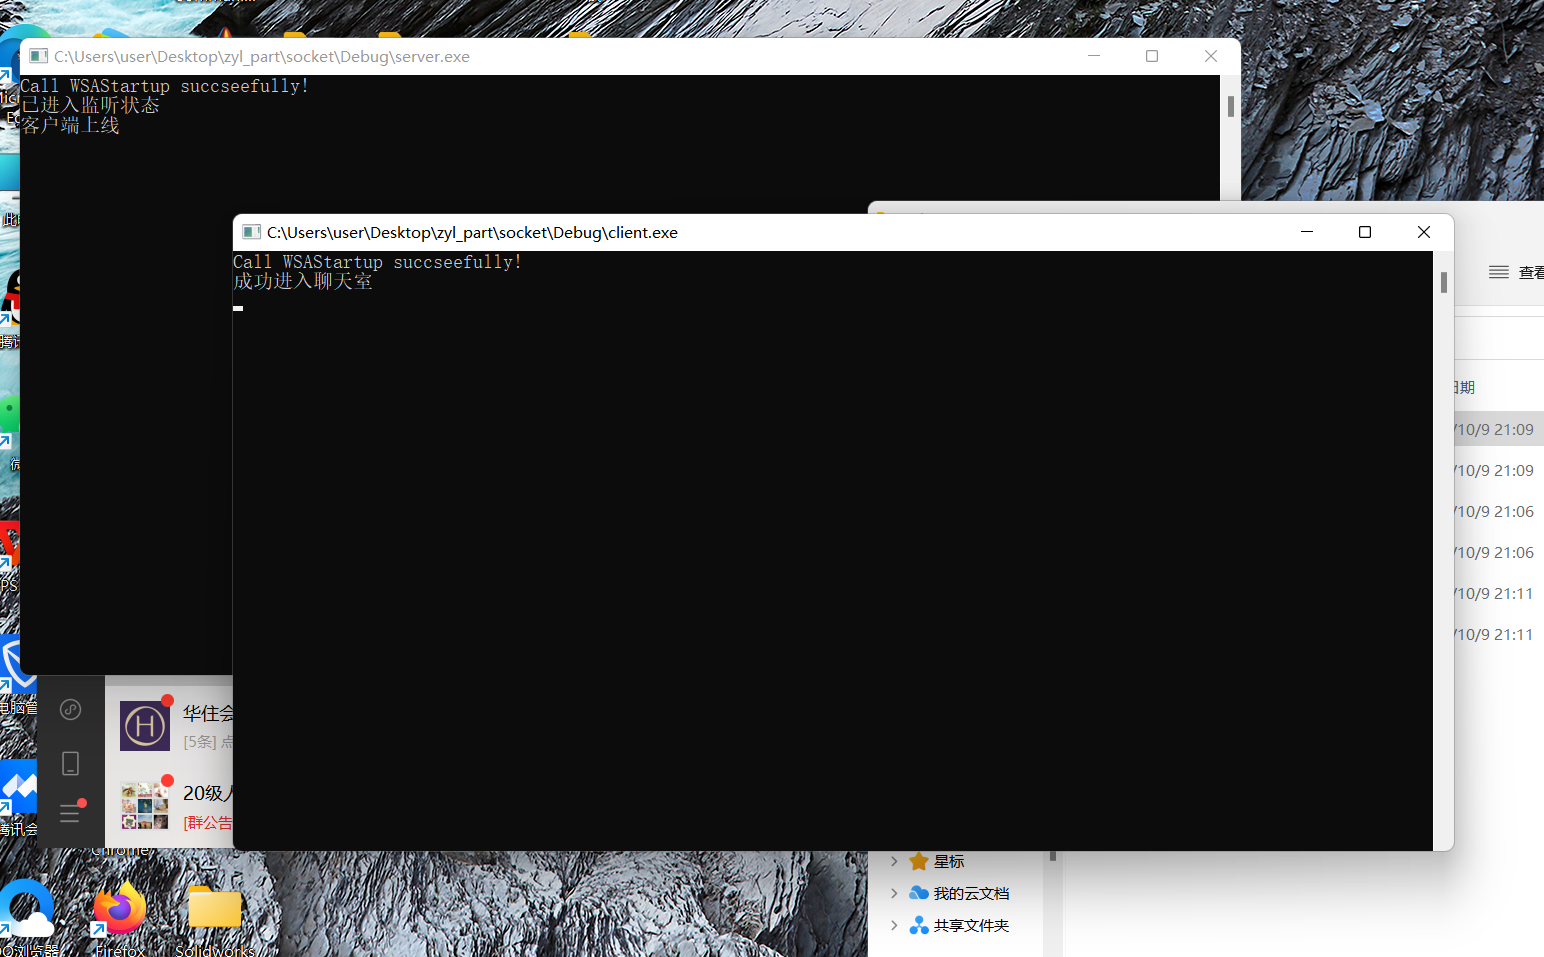 C:\Users\user\Desktop\zyl_part\socket\Debug\server.exe
Call WSAStartup succseefully!
已进入监听状态
客户端上线
C:\Users\user\Desktop\zyl_part\socket\Debug\client.exe
Call WSAStartup succseefully!
成功进入聊天室
查看
日期
/10/9 21:09
/10/9 21:09
/10/9 21:06
/10/9 21:06
/10/9 21:11
/10/9 21:11
PS
电脑管
华住会
[5条] 点
20级人
[群公告
腾讯会
Chrome
星标
我的云文档
共享文件夹
QQ浏览器
Firefox
Solidworks